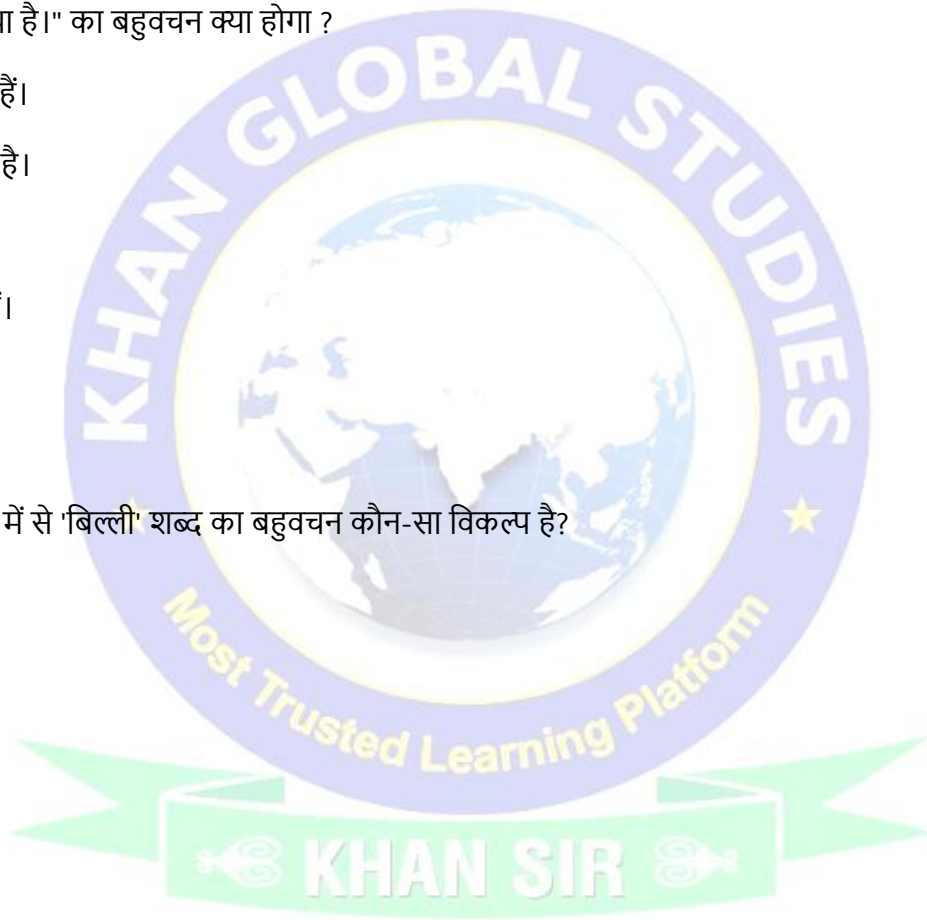 या है।" का बहुवचन क्या होगा ?
हैं।
है।
में से 'बिल्ली' शब्द का बहुवचन कौन-सा विकल्प है?
KHAN GLOBAL STUDIES
Most Trusted Learning Platform
KHAN SIR